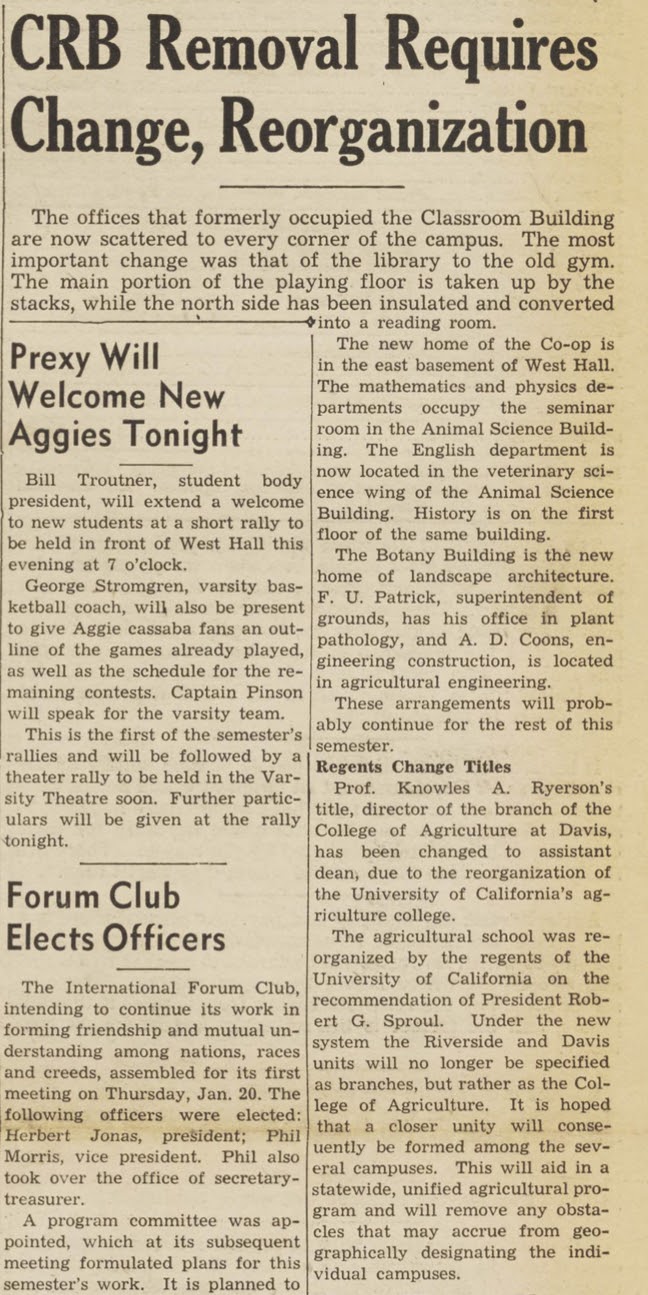 CRB Removal Requires
Change, Reorganization
The offices that formerly occupied the Classroom Building
are now scattered to every corner of the campus. The most
important change was that of the library to the old gym.
The main portion of the playing floor is taken up by the
stacks, while the north side has been insulated and converted
into a reading room.
The new home of the Co-op is
in the east basement of West Hall.
The mathematics and physics de-
partments occupy the seminar
room in the Animal Science Build-
ing. The English department is
now located in the veterinary sci-
ence wing of the Animal Science
Building. History is on the first
floor of the same building.
The Botany Building is the new
home of landscape architecture.
F. U. Patrick, superintendent of
grounds, has his office in plant
pathology, and A. D. Coons, en-
gineering construction, is located
in agricultural engineering.
These arrangements will prob-
ably continue for the rest of this
semester.
Regents Change Titles
Prof. Knowles A. Ryerson's
title, director of the branch of the
College of Agriculture at Davis,
has been changed to assistant
dean, due to the reorganization of
the University of California's ag-
riculture college.
The agricultural school was re-
organized by the regents of the
University of California on the
recommendation of President Rob-
ert G. Sproul. Under the new
system the Riverside and Davis
units will no longer be specified
as branches, but rather as the Col-
lege of Agriculture. It is hoped
that a closer unity will conse-
uently be formed among the sev-
eral campuses. This will aid in a
statewide, unified agricultural pro-
gram and will remove any obsta-
cles that may accrue from geo-
graphically designating the indi-
vidual campuses.
Prexy Will
Welcome New
Aggies Tonight
Bill Troutner, student body
president, will extend a welcome
to new students at a short rally to
be held in front of West Hall this
evening at 7 o'clock.
George Stromgren, varsity bas-
ketball coach, will also be present
to give Aggie cassaba fans an out-
line of the games already played,
as well as the schedule for the re-
maining contests. Captain Pinson
will speak for the varsity team.
This is the first of the semester's
rallies and will be followed by a
theater rally to be held in the Var-
sity Theatre soon. Further partic-
ulars will be given at the rally
tonight.
Forum Club
Elects Officers
The International Forum Club,
intending to continue its work in
forming friendship and mutual un-
derstanding among nations, races
and creeds, assembled for its first
meeting on Thursday, Jan. 20. The
following officers were elected:
Herbert Jonas, president; Phil
Morris, vice president. Phil also
took over the office of secretary-
treasurer.
A program committee was ap-
pointed, which at its subsequent
meeting formulated plans for this
semester's work. It is planned to